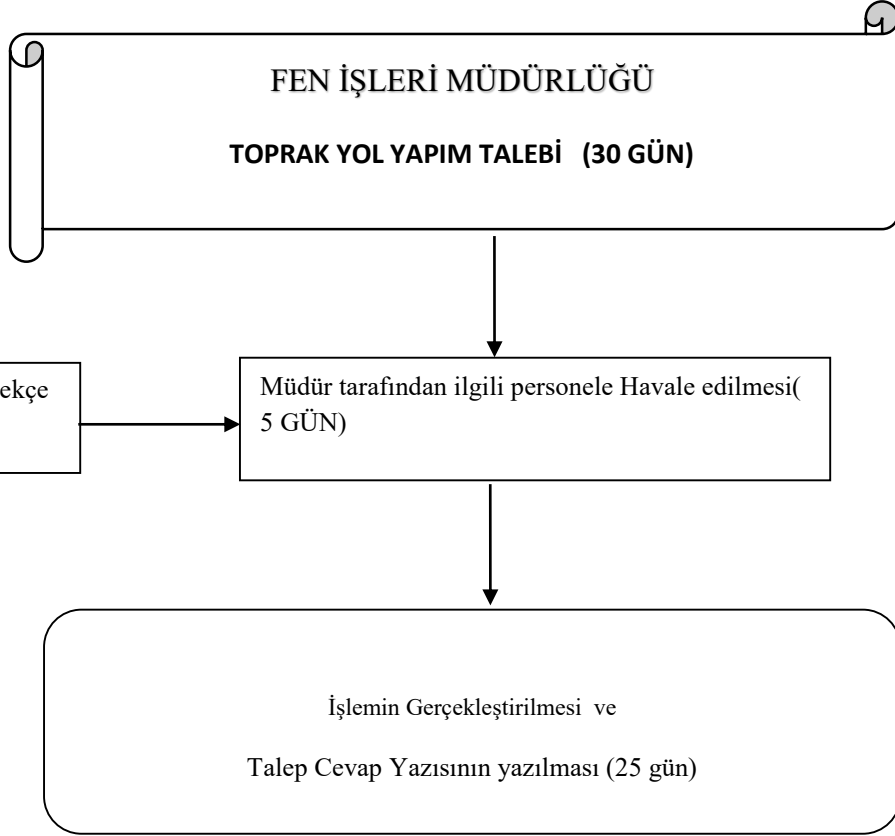 FEN İŞLERİ MÜDÜRLÜĞÜ
TOPRAK YOL YAPIM TALEBİ (30 GÜN)
ekçe
Müdür tarafından ilgili personele Havale edilmesi(
5 GÜN)
İşlemin Gerçekleştirilmesi ve
Talep Cevap Yazısının yazılması (25 gün)